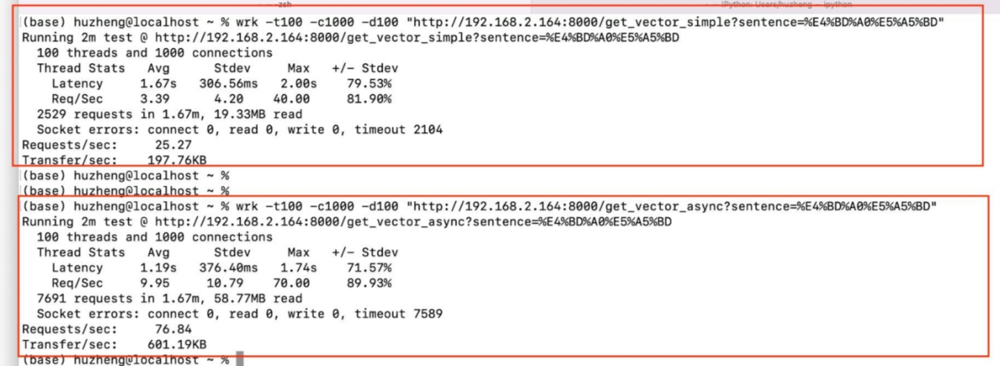 -zsh
IPython: Users/huzheng — ipython
(base) huzheng@localhost ~ % wrk -t100 -c1000 -d100 "http://192.168.2.164:8000/get_vector_simple?sentence=%E4%BD%A0%E5%A5%BD"
Running 2m test @ http://192.168.2.164:8000/get_vector_simple?sentence=%E4%BD%A0%E5%A5%BD
100 threads and 1000 connections
Thread Stats Avg Stdev Max +/- Stdev
Latency 1.67s 306.56ms 2.00s 79.53%
Req/Sec 3.39 4.20 40.00 81.90%
2529 requests in 1.67m, 19.33MB read
Socket errors: connect 0, read 0, write 0, timeout 2104
Requests/sec: 25.27
Transfer/sec: 197.76KB
(base) huzheng@localhost ~ %
(base) huzheng@localhost ~ %
(base) huzheng@localhost ~ % wrk -t100 -c1000 -d100 "http://192.168.2.164:8000/get_vector_async?sentence=%E4%BD%A0%E5%A5%BD"
Running 2m test @ http://192.168.2.164:8000/get_vector_async?sentence=%E4%BD%A0%E5%A5%BD
100 threads and 1000 connections
Thread Stats Avg Stdev Max +/- Stdev
Latency 1.19s 376.40ms 1.74s 71.57%
Req/Sec 9.95 10.79 70.00 89.93%
7691 requests in 1.67m, 58.77MB read
Socket errors: connect 0, read 0, write 0, timeout 7589
Requests/sec: 76.84
Transfer/sec: 601.19KB
(base) huzheng@localhost ~ %